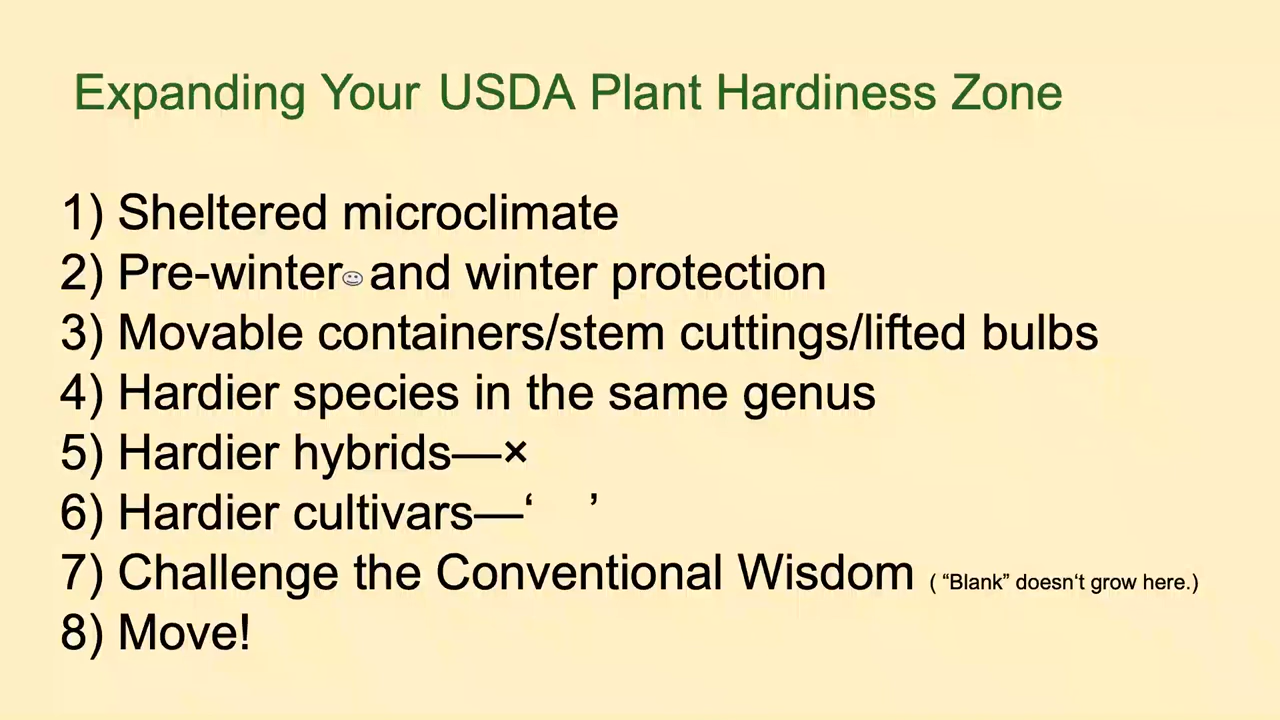 Expanding Your USDA Plant Hardiness Zone
1) Sheltered microclimate
2) Pre-winter and winter protection
3) Movable containers/stem cuttings/lifted bulbs
4) Hardier species in the same genus
5) Hardier hybrids—×
6) Hardier cultivars—‘    ’
7) Challenge the Conventional Wisdom ( “Blank” doesn‘t grow here.)
8) Move!